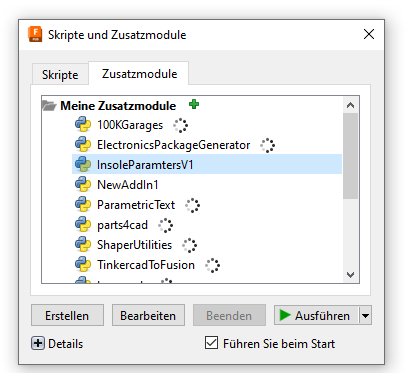 Skripte und Zusatzmodule
Skripte
Zusatzmodule
Meine Zusatzmodule
100KGarages
ElectronicsPackageGenerator
InsoleParamtersV1
NewAddIn1
ParametricText
parts4cad
ShaperUtilities
TinkercadToFusion
Erstellen
Bearbeiten
Beenden
Ausführen
Details
Führen Sie beim Start